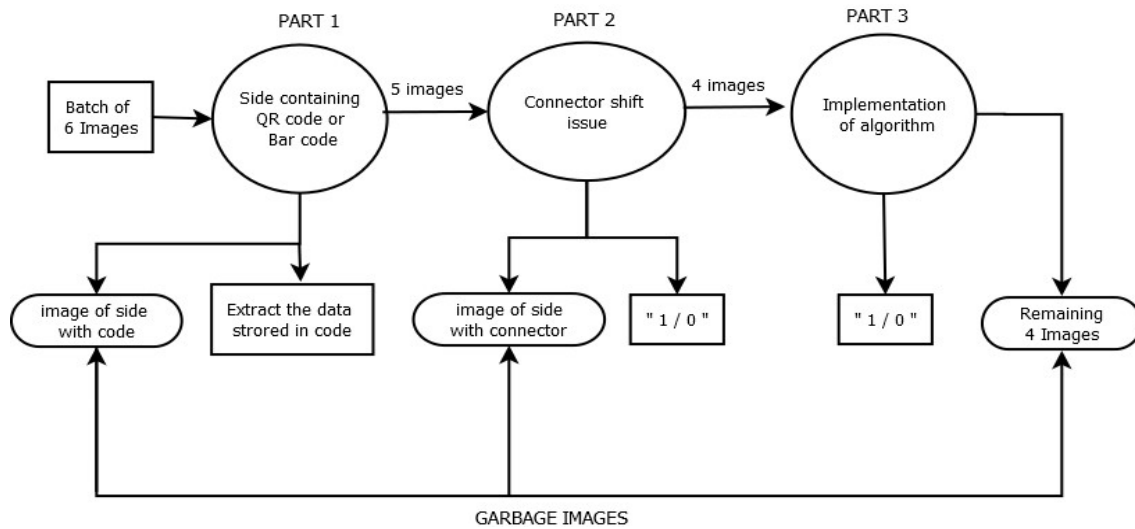 PART 1
PART 2
PART 3
Batch of
6 Images
Side containing
QR code or
Bar code
5 images
Connector shift
issue
4 images
Implementation
of algorithm
image of side
with code
Extract the data
strored in code
image of side
with connector
" 1 / 0 "
" 1 / 0 "
Remaining
4 Images
GARBAGE IMAGES